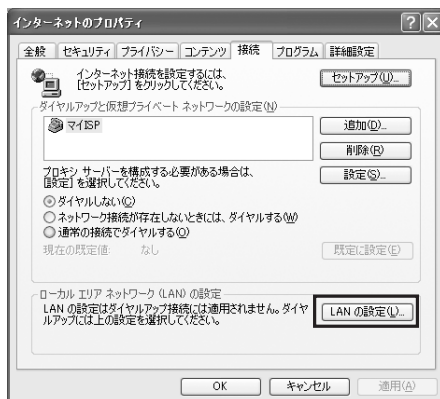 インターネットのプロパティ
全般 セキュリティ プライバシー コンテンツ 接続 プログラム 詳細設定
インターネット接続を設定するには、
[セットアップ] をクリックしてください。
セットアップ(U)...
ダイヤルアップと仮想プライベート ネットワークの設定(N)
マイISP
追加(D)...
削除(R)
プロキシ サーバーを構成する必要がある場合は、
[設定] を選択してください。
設定(S)...
ダイヤルしない(C)
ネットワーク接続が存在しないときには、ダイヤルする(W)
通常の接続でダイヤルする(O)
現在の既定値: なし
既定に設定(E)
ローカル エリア ネットワーク (LAN) の設定
LAN の設定はダイヤルアップ接続には適用されません。ダイヤ
ルアップには上の設定を選択してください。
LAN の設定(L)...
OK キャンセル 適用(A)